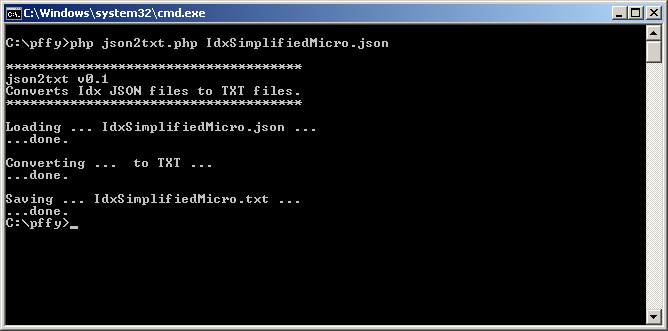 C:\Windows\system32\cmd.exe
C:\pffy>php json2txt.php IdxSimplifiedMicro.json
*************************************
json2txt v0.1
Converts Idx JSON files to TXT files.
*************************************
Loading ... IdxSimplifiedMicro.json ...
...done.
Converting ...  to TXT ...
...done.
Saving ... IdxSimplifiedMicro.txt ...
...done.
C:\pffy>_